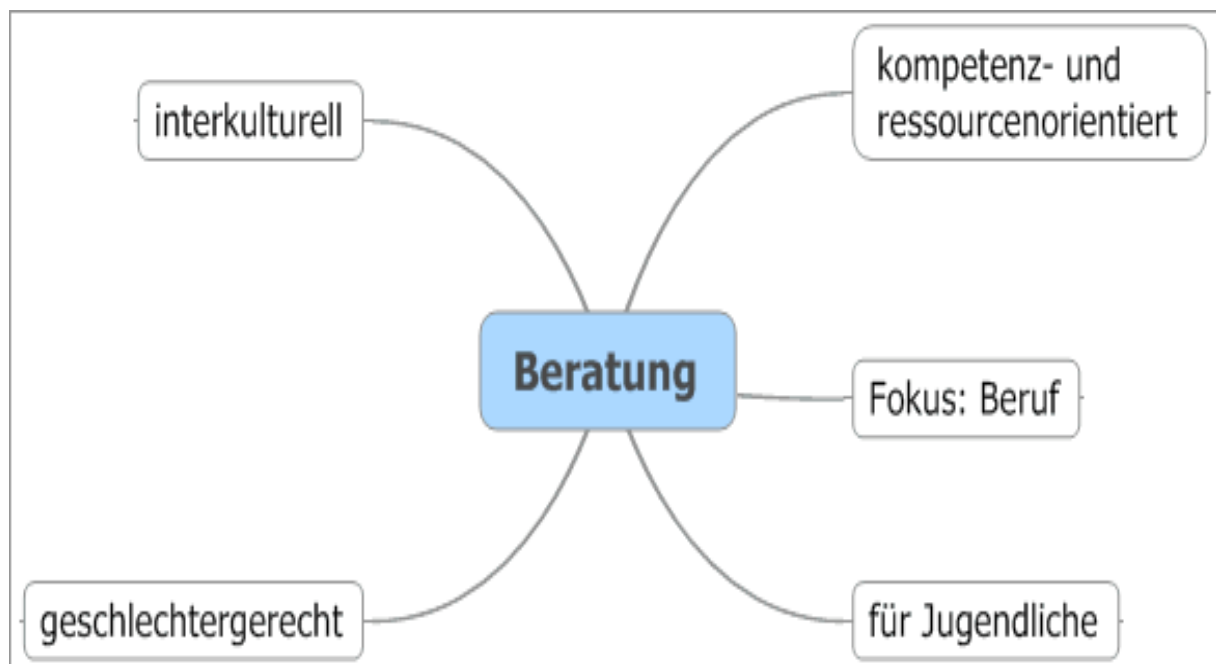 interkulturell
kompetenz- und
ressourcenorientiert
Beratung
Fokus: Beruf
geschlechtergerecht
für Jugendliche